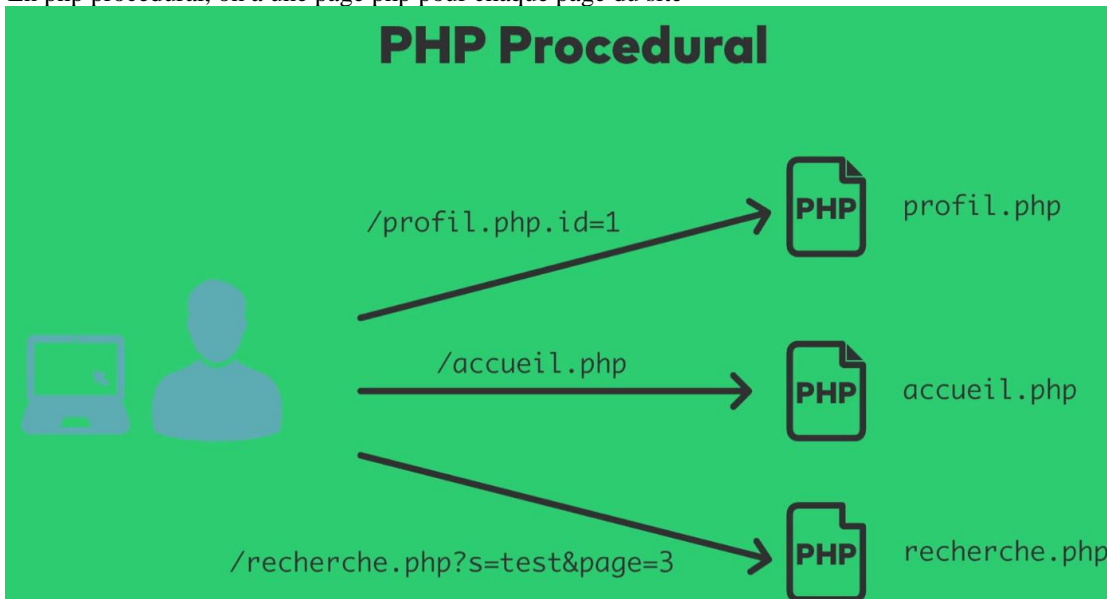 En php procedural, on a une page php pour chaque page du site
PHP Procedural
/profil.php.id=1
PHP
profil.php
/accueil.php
PHP
accueil.php
/recherche.php?s=test&page=3
PHP
recherche.php